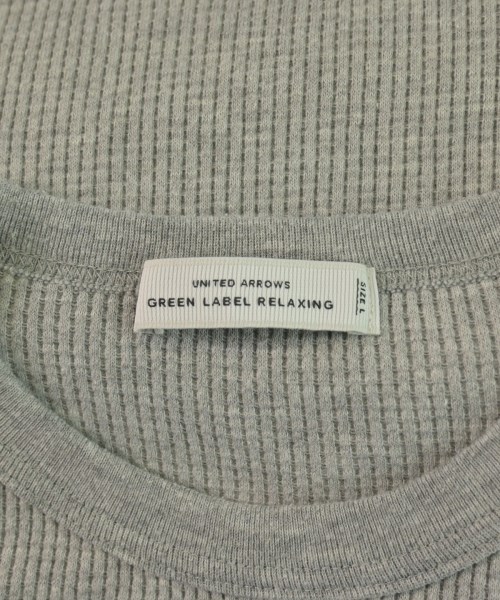 UNITED ARROWS
GREEN LABEL RELAXING
SIZE L